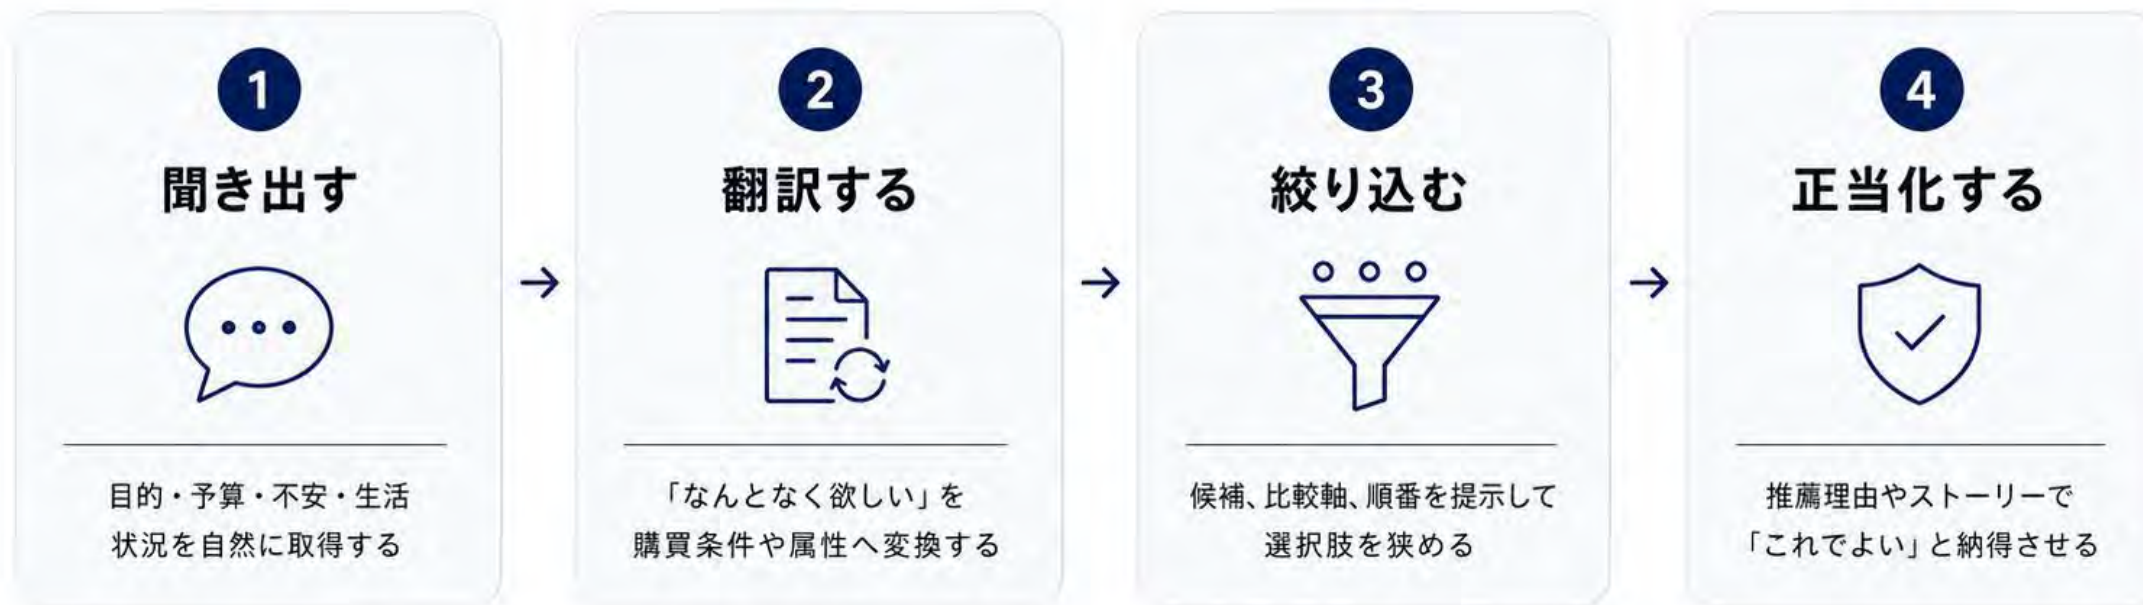 1
聞き出す
目的・予算・不安・生活
状況を自然に取得する
2
翻訳する
「なんとなく欲しい」を
購買条件や属性へ変換する
3
絞り込む
候補、比較軸、順番を提示して
選択肢を狭める
4
正当化する
推薦理由やストーリーで
「これでよい」と納得させる